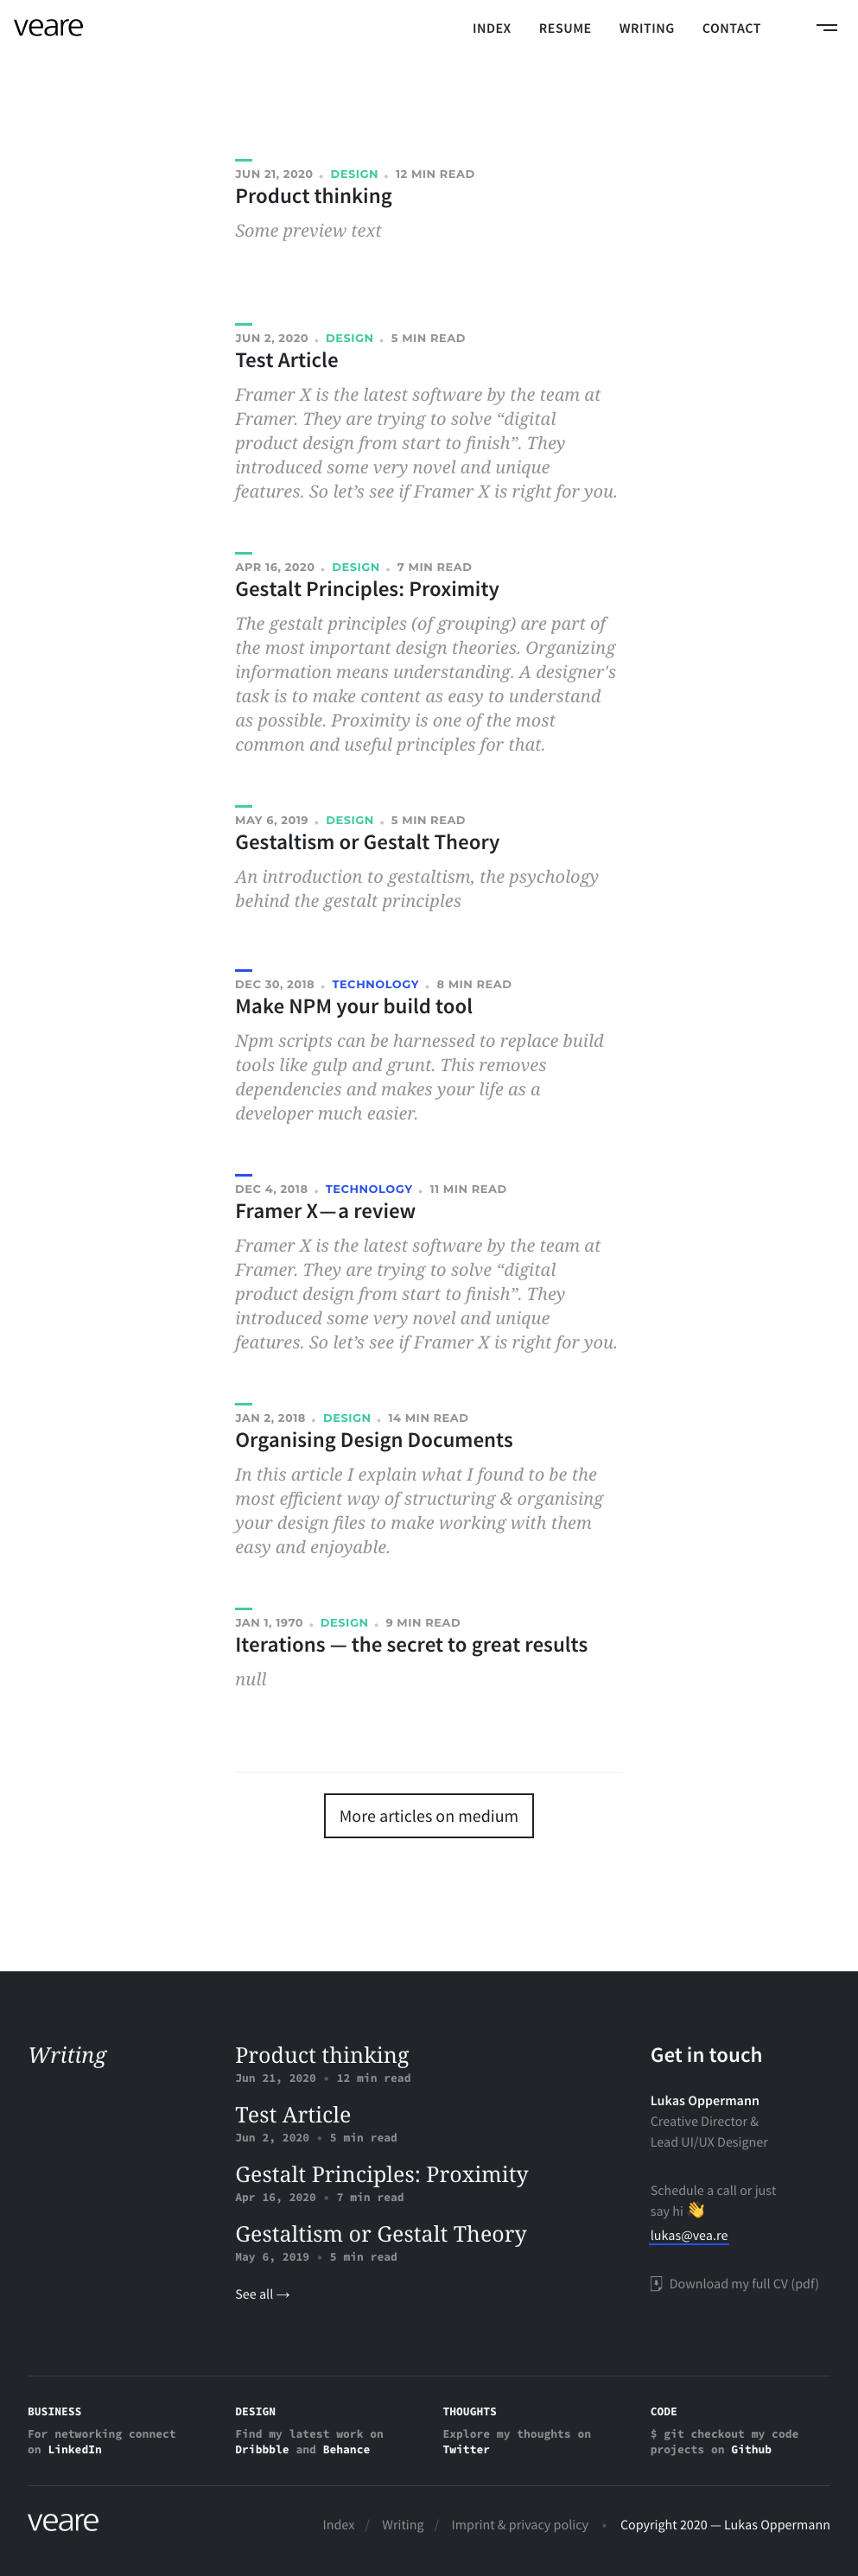 veare
INDEX RESUME WRITING CONTACT
JUN 21, 2020 • DESIGN • 12 MIN READ
Product thinking
Some preview text
JUN 2, 2020 • DESIGN • 5 MIN READ
Test Article
Framer X is the latest software by the team at
Framer. They are trying to solve “digital
product design from start to finish”. They
introduced some very novel and unique
features. So let’s see if Framer X is right for you.
APR 16, 2020 • DESIGN • 7 MIN READ
Gestalt Principles: Proximity
The gestalt principles (of grouping) are part of
the most important design theories. Organizing
information means understanding. A designer's
task is to make content as easy to understand
as possible. Proximity is one of the most
common and useful principles for that.
MAY 6, 2019 • DESIGN • 5 MIN READ
Gestaltism or Gestalt Theory
An introduction to gestaltism, the psychology
behind the gestalt principles
DEC 30, 2018 • TECHNOLOGY • 8 MIN READ
Make NPM your build tool
Npm scripts can be harnessed to replace build
tools like gulp and grunt. This removes
dependencies and makes your life as a
developer much easier.
DEC 4, 2018 • TECHNOLOGY • 11 MIN READ
Framer X—a review
Framer X is the latest software by the team at
Framer. They are trying to solve “digital
product design from start to finish”. They
introduced some very novel and unique
features. So let’s see if Framer X is right for you.
JAN 2, 2018 • DESIGN • 14 MIN READ
Organising Design Documents
In this article I explain what I found to be the
most efficient way of structuring & organising
your design files to make working with them
easy and enjoyable.
JAN 1, 1970 • DESIGN • 9 MIN READ
Iterations — the secret to great results
null
More articles on medium
Writing
Product thinking
Jun 21, 2020 • 12 min read
Test Article
Jun 2, 2020 • 5 min read
Gestalt Principles: Proximity
Apr 16, 2020 • 7 min read
Gestaltism or Gestalt Theory
May 6, 2019 • 5 min read
See all →
Get in touch
Lukas Oppermann
Creative Director &
Lead UI/UX Designer
Schedule a call or just
say hi 👋
lukas@vea.re
Download my full CV (pdf)
BUSINESS
For networking connect
on LinkedIn
DESIGN
Find my latest work on
Dribbble and Behance
THOUGHTS
Explore my thoughts on
Twitter
CODE
$ git checkout my code
projects on Github
veare
Index / Writing / Imprint & privacy policy • Copyright 2020 — Lukas Oppermann